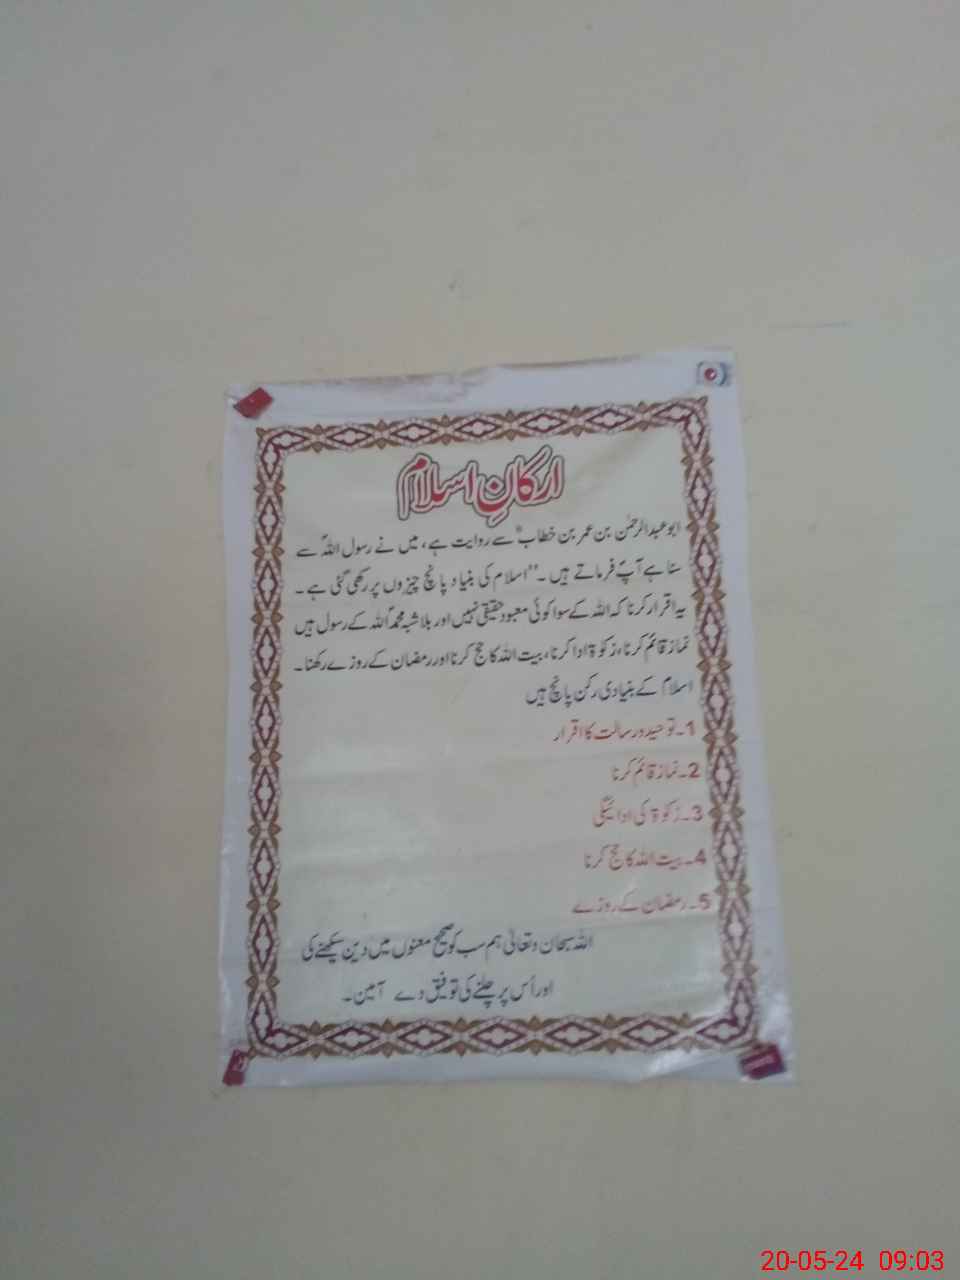 ارکانِ اسلام
ابوعبدالرحمٰن بن عمر بن خطابؓ سے روایت ہے، میں نے رسول اللہؐ سے
سنا ہے آپؐ فرماتے ہیں۔ "اسلام کی بنیاد پانچ چیزوں پر رکھی گئی ہے۔
یہ اقرار کرنا کہ اللہ کے سوا کوئی معبود حقیقی نہیں اور بلاشبہ محمدؐ اللہ کے رسول ہیں
نماز قائم کرنا، زکوٰۃ ادا کرنا، بیت اللہ کا حج کرنا اور رمضان کے روزے رکھنا۔
اسلام کے بنیادی رکن پانچ ہیں
1۔ توحید و رسالت کا اقرار
2۔ نماز قائم کرنا
3۔ زکوٰۃ کی ادائیگی
4۔ بیت اللہ کا حج کرنا
5۔ رمضان کے روزے
اللہ سبحان وتعالیٰ ہم سب کو صحیح معنوں میں دین سیکھنے کی
اور اُس پر چلنے کی توفیق دے آمین۔
20-05-24 09:03